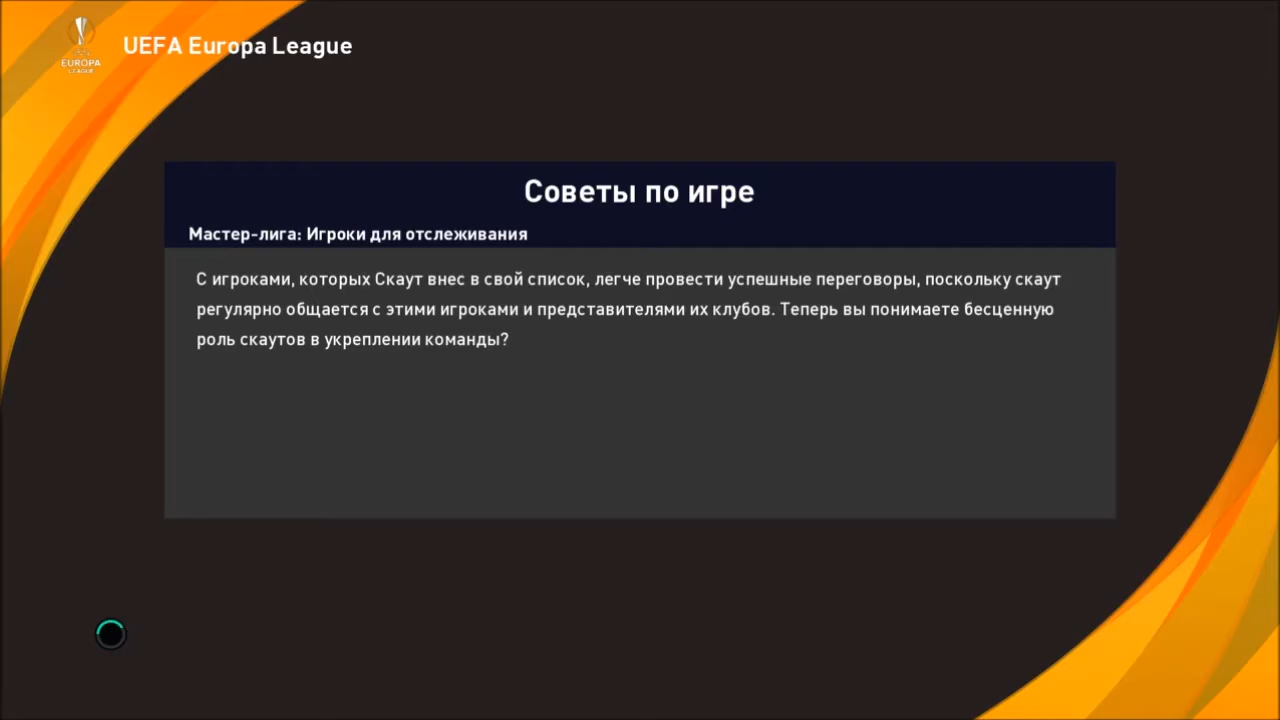 UEFA Europa League
EUROPA
LEAGUE
Советы по игре
Мастер-лига: Игроки для отслеживания
С игроками, которых Скаут внес в свой список, легче провести успешные переговоры, поскольку скаут
регулярно общается с этими игроками и представителями их клубов. Теперь вы понимаете бесценную
роль скаутов в укреплении команды?